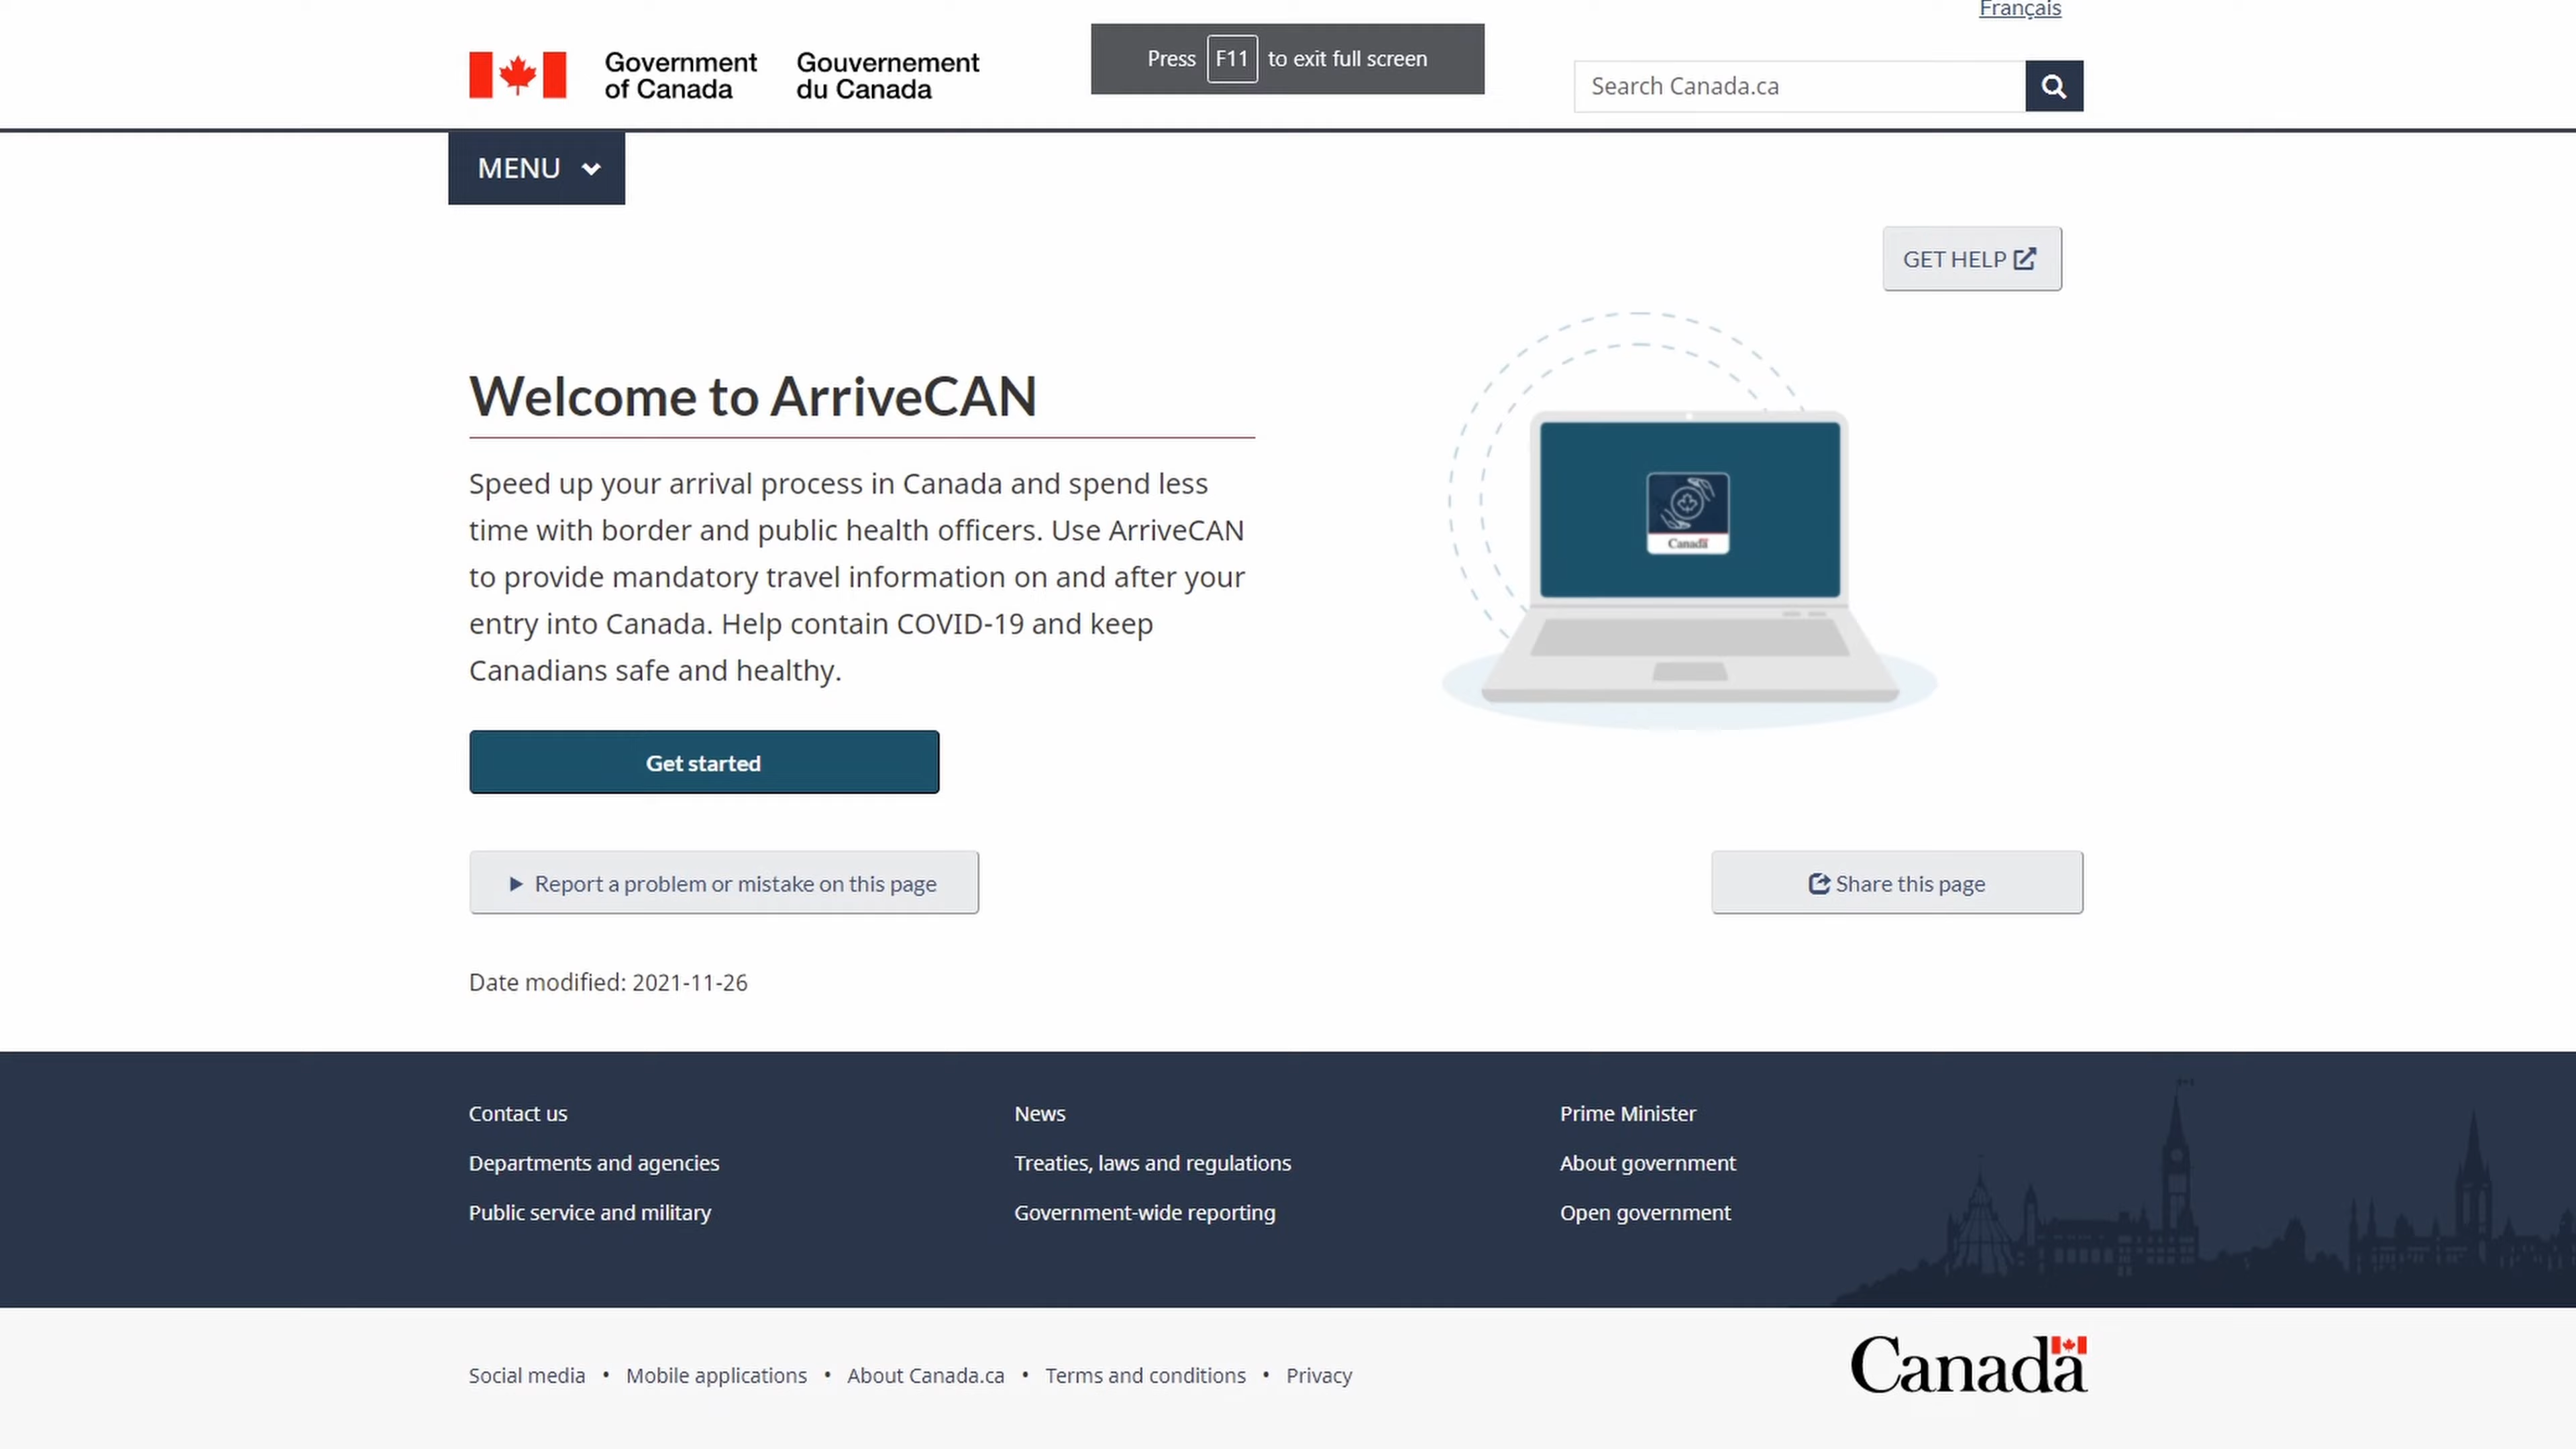 Français
Government of Canada
Gouvernement du Canada
Press F11 to exit full screen
Search Canada.ca
MENU
GET HELP
Welcome to ArriveCAN
Speed up your arrival process in Canada and spend less
time with border and public health officers. Use ArriveCAN
to provide mandatory travel information on and after your
entry into Canada. Help contain COVID-19 and keep
Canadians safe and healthy.
Canada
Get started
Report a problem or mistake on this page
Share this page
Date modified: 2021-11-26
Contact us
News
Prime Minister
Departments and agencies
Treaties, laws and regulations
About government
Public service and military
Government-wide reporting
Open government
Social media • Mobile applications • About Canada.ca • Terms and conditions • Privacy
Canada